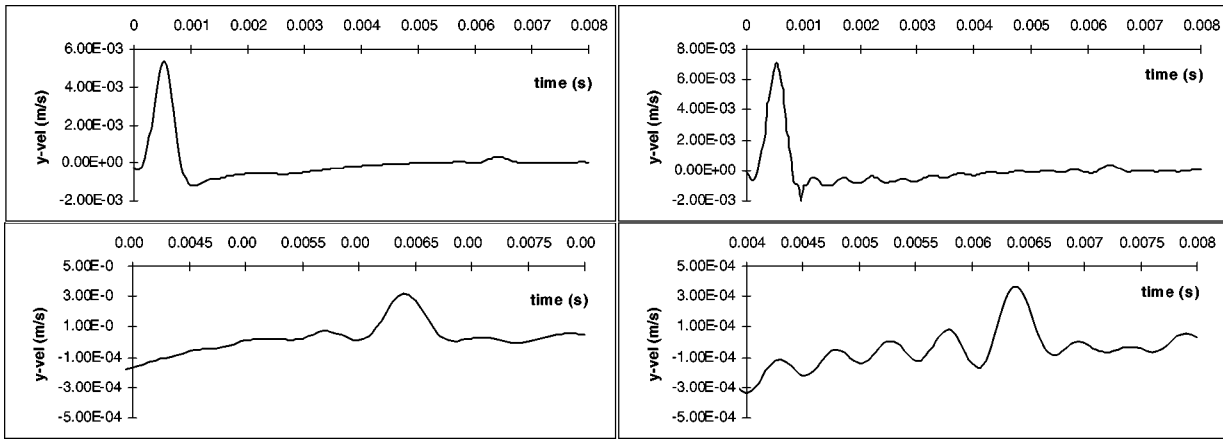 0 0.001 0.002 0.003 0.004 0.005 0.006 0.007 0.008
6.00E-03
4.00E-03
2.00E-03
0.00E+00
-2.00E-03
y-vel (m/s)
time (s)
0 0.001 0.002 0.003 0.004 0.005 0.006 0.007 0.008
8.00E-03
6.00E-03
4.00E-03
2.00E-03
0.00E+00
-2.00E-03
y-vel (m/s)
time (s)
0.00 0.0045 0.00 0.0055 0.00 0.0065 0.00 0.0075 0.00
5.00E-0
3.00E-0
1.00E-0
-1.00E-04
-3.00E-04
-5.00E-04
y-vel (m/s)
time (s)
0.004 0.0045 0.005 0.0055 0.006 0.0065 0.007 0.0075 0.008
5.00E-04
3.00E-04
1.00E-04
-1.00E-04
-3.00E-04
-5.00E-04
y-vel (m/s)
time (s)